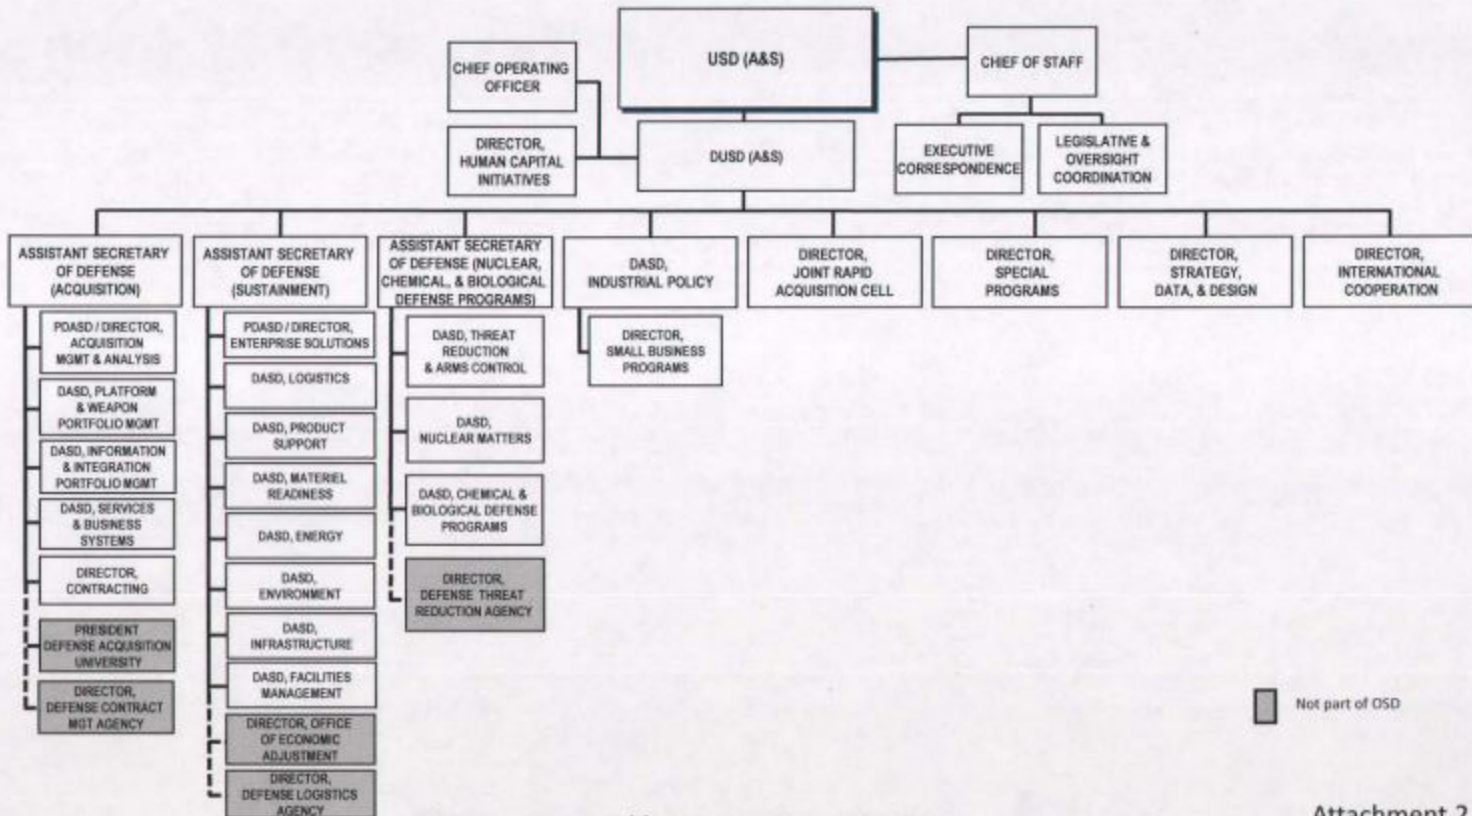 USD (A&S)
CHIEF OPERATING
OFFICER
CHIEF OF STAFF
DIRECTOR,
HUMAN CAPITAL
INITIATIVES
DUSD (A&S)
EXECUTIVE
CORRESPONDENCE
LEGISLATIVE &
OVERSIGHT
COORDINATION
ASSISTANT SECRETARY
OF DEFENSE
(ACQUISITION)
PDASD / DIRECTOR,
ACQUISITION
MGMT & ANALYSIS
DASD, PLATFORM
& WEAPON
PORTFOLIO MGMT
DASD, INFORMATION
& INTEGRATION
PORTFOLIO MGMT
DASD, SERVICES
& BUSINESS
SYSTEMS
DIRECTOR,
CONTRACTING
PRESIDENT
DEFENSE ACQUISITION
UNIVERSITY
DIRECTOR,
DEFENSE CONTRACT
MGT AGENCY
ASSISTANT SECRETARY
OF DEFENSE
(SUSTAINMENT)
PDASD / DIRECTOR,
ENTERPRISE SOLUTIONS
DASD, LOGISTICS
DASD, PRODUCT
SUPPORT
DASD, MATERIEL
READINESS
DASD, ENERGY
DASD,
ENVIRONMENT
DASD,
INFRASTRUCTURE
DASD, FACILITIES
MANAGEMENT
DIRECTOR, OFFICE
OF ECONOMIC
ADJUSTMENT
DIRECTOR,
DEFENSE LOGISTICS
AGENCY
ASSISTANT SECRETARY
OF DEFENSE (NUCLEAR,
CHEMICAL, & BIOLOGICAL
DEFENSE PROGRAMS)
DASD, THREAT
REDUCTION
& ARMS CONTROL
DASD,
NUCLEAR MATTERS
DASD, CHEMICAL &
BIOLOGICAL DEFENSE
PROGRAMS
DIRECTOR,
DEFENSE THREAT
REDUCTION AGENCY
DASD,
INDUSTRIAL POLICY
DIRECTOR,
SMALL BUSINESS
PROGRAMS
DIRECTOR,
JOINT RAPID
ACQUISITION CELL
DIRECTOR,
SPECIAL
PROGRAMS
DIRECTOR,
STRATEGY,
DATA, & DESIGN
DIRECTOR,
INTERNATIONAL
COOPERATION
Not part of OSD
Attachment 2